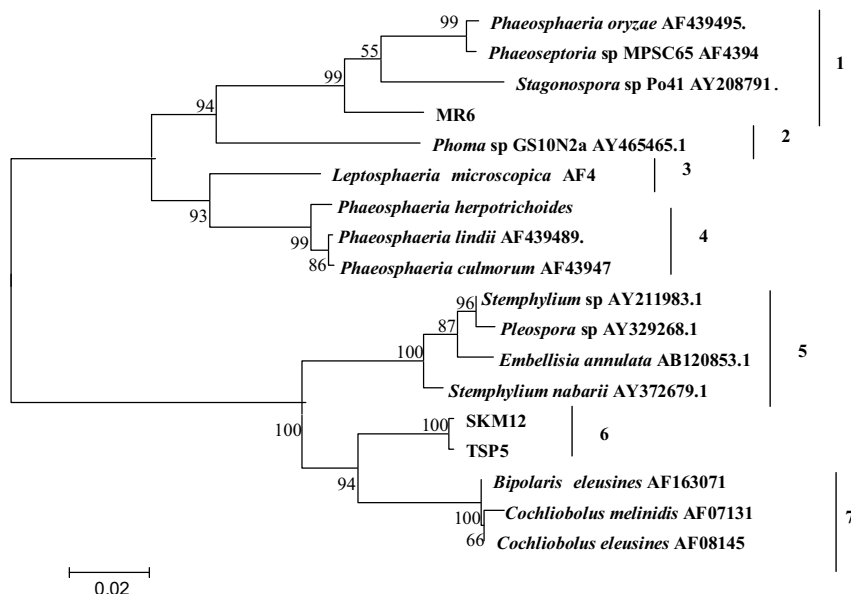 99 Phaeosphaeria oryzae AF439495.
Phaeoseptoria sp MPSC65 AF4394
55
1
Stagonospora sp Po41 AY208791 .
99
94
MR6
Phoma sp GS10N2a AY465465.1
2
Leptosphaeria microscopica AF4
3
93
Phaeosphaeria herpotrichoides
99
Phaeosphaeria lindii AF439489.
4
86
Phaeosphaeria culmorum AF43947
96 Stemphylium sp AY211983.1
87
Pleospora sp AY329268.1
100
Embellisia annulata AB120853.1
5
Stemphylium nabarii AY372679.1
100
100
SKM12
6
TSP5
94
Bipolaris eleusines AF163071
100
Cochliobolus melinidis AF07131
7
66
Cochliobolus eleusines AF08145
0.02